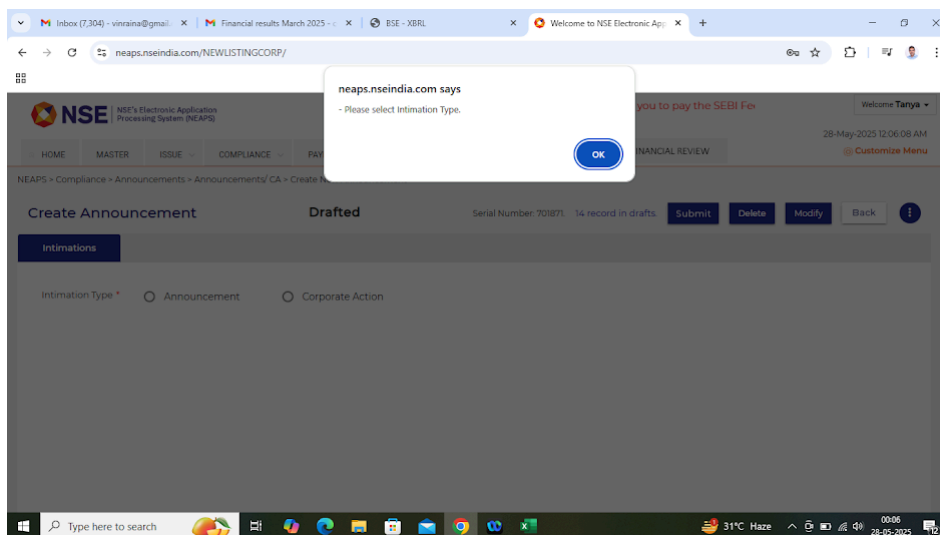 Inbox (7,304) - vinraina@gmail.
Financial results March 2025 - c
BSE - XBRL
Welcome to NSE Electronic App
neaps.nseindia.com/NEWLISTINGCORP/
neaps.nseindia.com says
- Please select Intimation Type.
OK
NSE NSE's Electronic Application
Processing System (NEAPS)
you to pay the SEBI Fe
Welcome Tanya
28-May-2025 12:06:08 AM
Customize Menu
HOME MASTER ISSUE COMPLIANCE PAY INANCIAL REVIEW
NEAPS > Compliance > Announcements > Announcements/ CA > Create N
Create Announcement Drafted Serial Number: 701871, 14 record in drafts Submit Delete Modify Back
Intimations
Intimation Type * Announcement Corporate Action
Type here to search
31°C Haze
00:06
28-05-2025
12